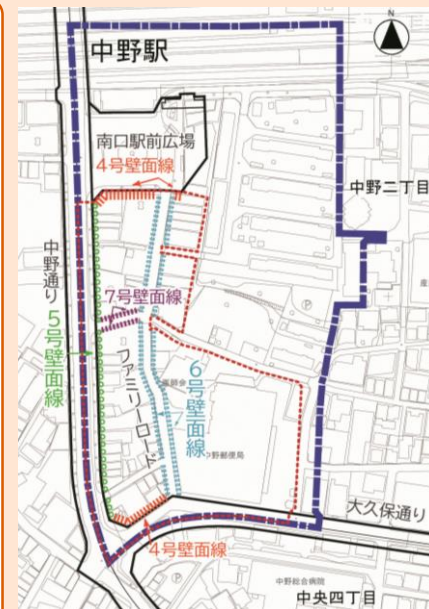 N
中野駅
南口駅前広場
4号壁面線
中野二丁目
中野通り
7号壁面線
5号壁面線
ファミリーロード
6号壁面線
中野郵便局
大久保通り
4号壁面線
中野総合病院
中央四丁目